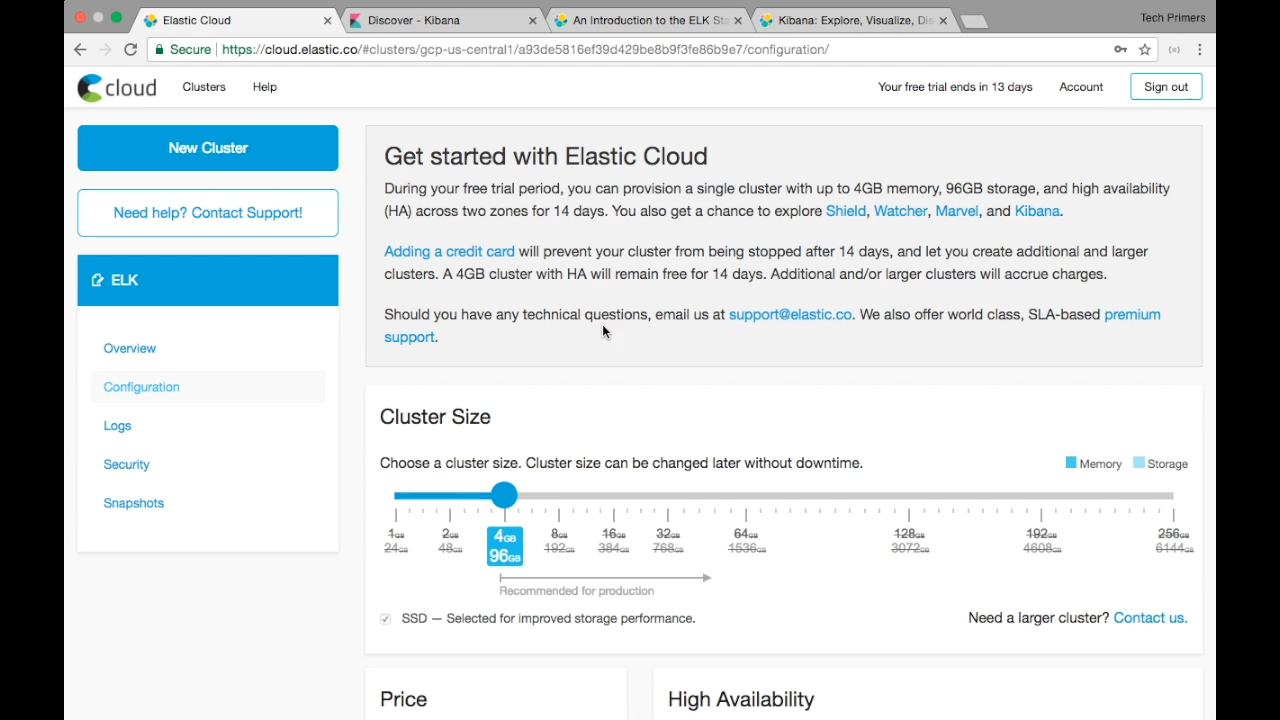 Elastic Cloud
Discover - Kibana
An Introduction to the ELK Sta
Kibana: Explore, Visualize, Dis
Tech Primers
Secure
https://cloud.elastic.co/#clusters/gcp-us-central1/a93de5816ef39d429be8b9f3fe86b9e7/configuration/
cloud
Clusters
Help
Your free trial ends in 13 days
Account
Sign out
New Cluster
Need help? Contact Support!
ELK
Overview
Configuration
Logs
Security
Snapshots
Get started with Elastic Cloud
During your free trial period, you can provision a single cluster with up to 4GB memory, 96GB storage, and high availability
(HA) across two zones for 14 days. You also get a chance to explore Shield, Watcher, Marvel, and Kibana.
Adding a credit card will prevent your cluster from being stopped after 14 days, and let you create additional and larger
clusters. A 4GB cluster with HA will remain free for 14 days. Additional and/or larger clusters will accrue charges.
Should you have any technical questions, email us at support@elastic.co. We also offer world class, SLA-based premium
support.
Cluster Size
Choose a cluster size. Cluster size can be changed later without downtime.
Memory
Storage
1GB 2GB 4GB 8GB 16GB 32GB 64GB 128GB 192GB 256GB
24GB 48GB 96GB 192GB 384GB 768GB 1536GB 3072GB 4608GB 6144GB
Recommended for production
SSD — Selected for improved storage performance.
Need a larger cluster? Contact us.
Price
High Availability